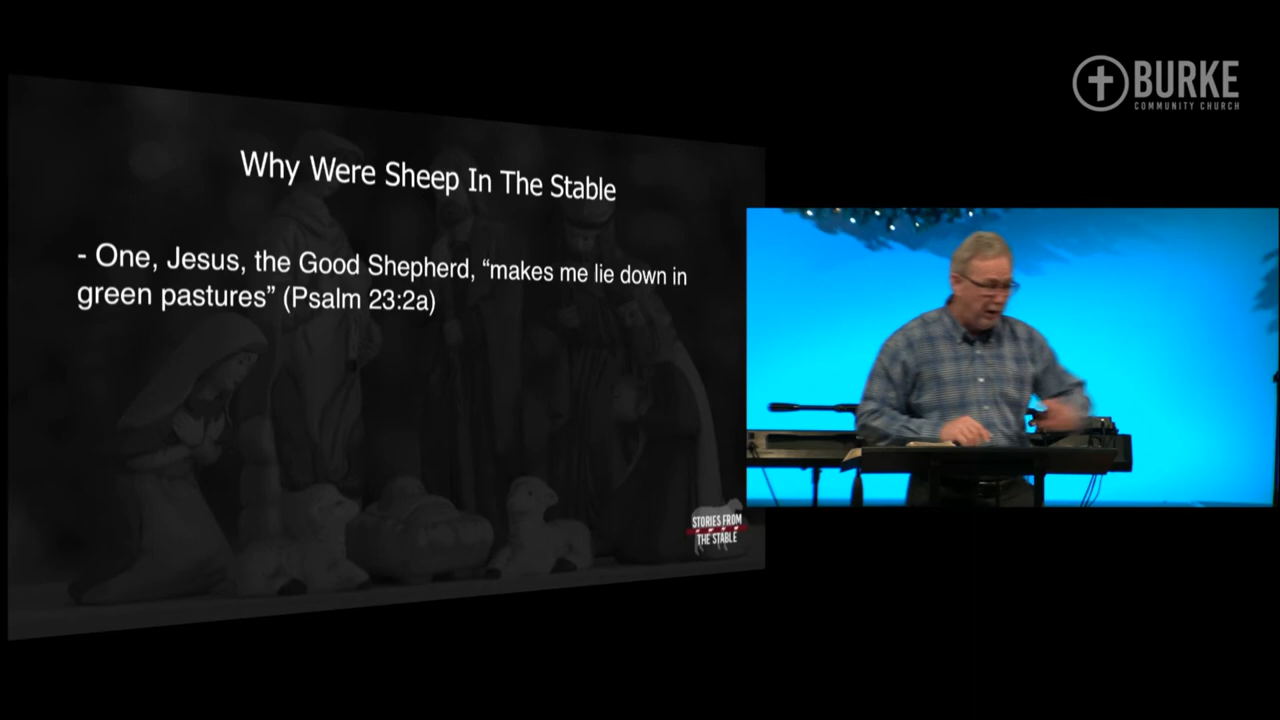 BURKE
COMMUNITY CHURCH
Why Were Sheep In The Stable
- One, Jesus, the Good Shepherd, “makes me lie down in
green pastures” (Psalm 23:2a)
STORIES FROM
THE STABLE